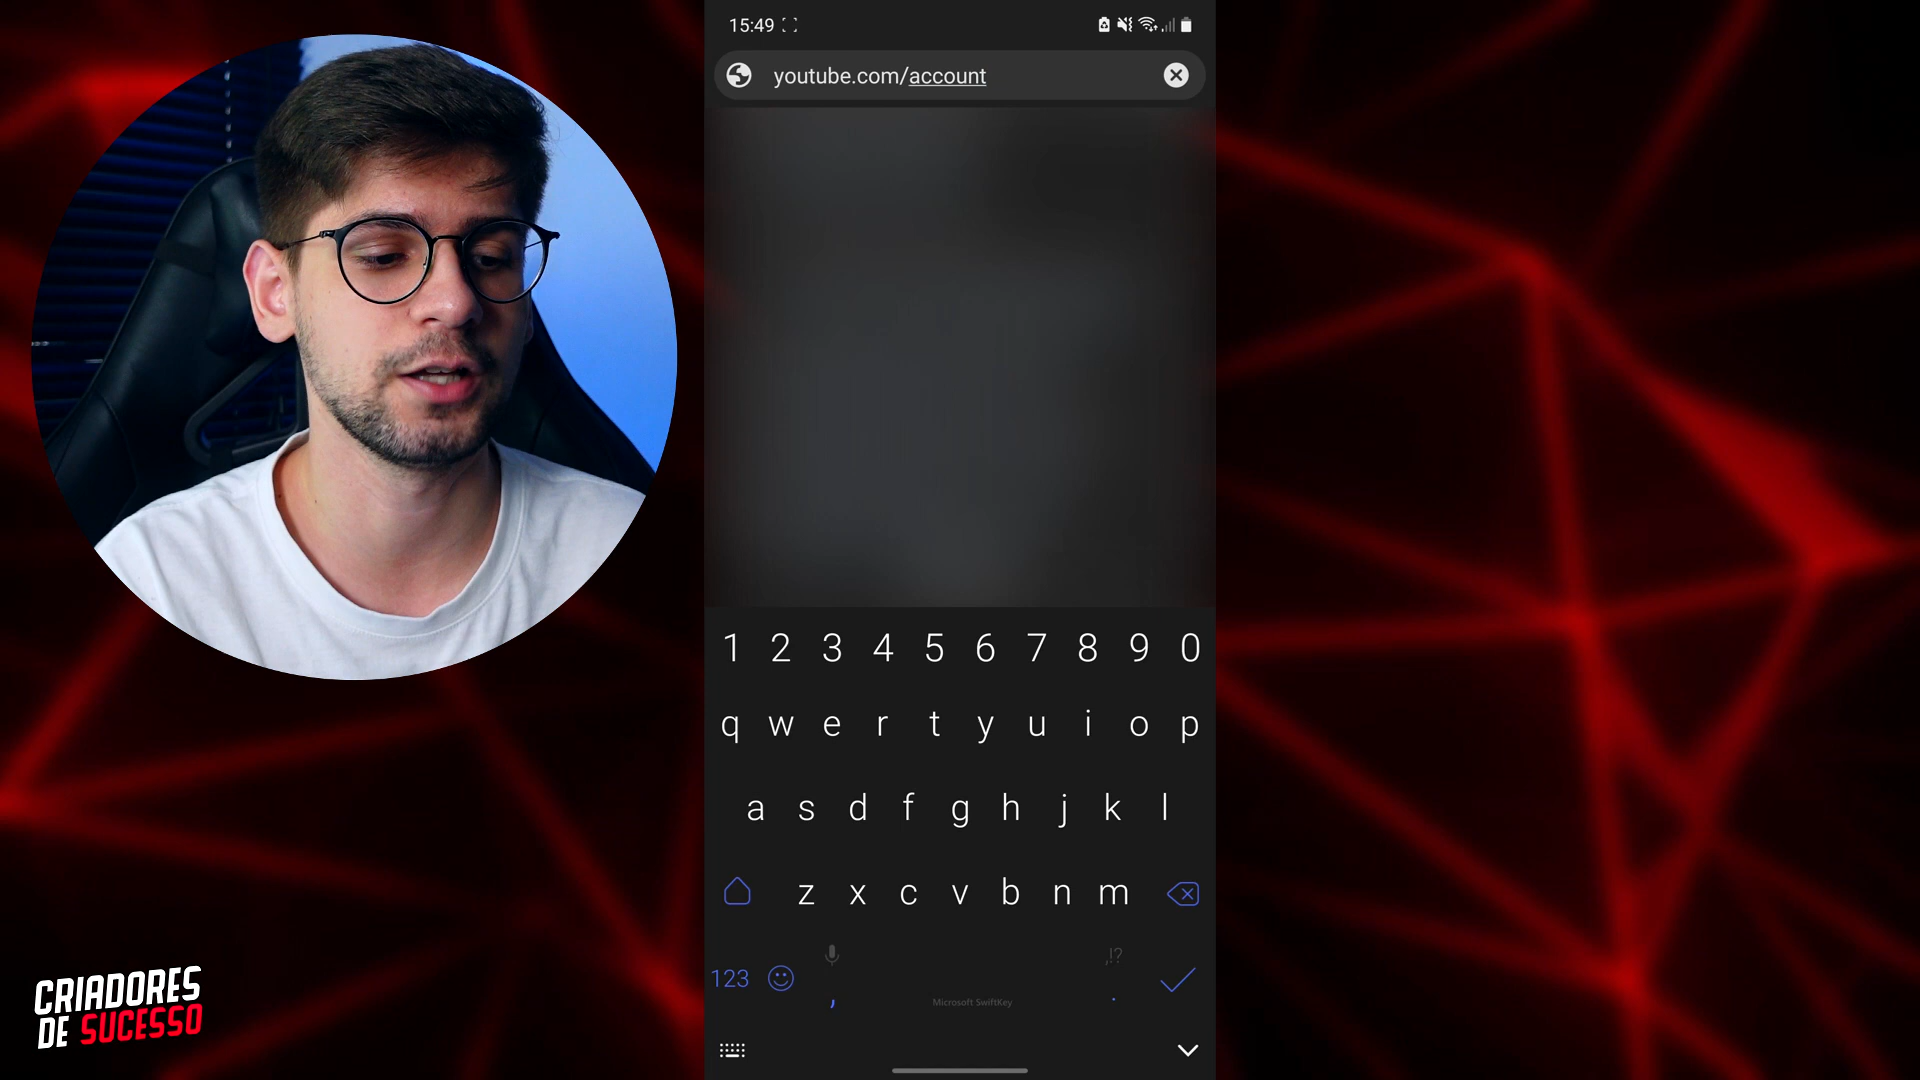 15:49
youtube.com/account
1 2 3 4 5 6 7 8 9 0
q w e r t y u i o p
a s d f g h j k l
z x c v b n m
,!?
123 , Microsoft SwiftKey .
CRIADORES
DE SUCESSO